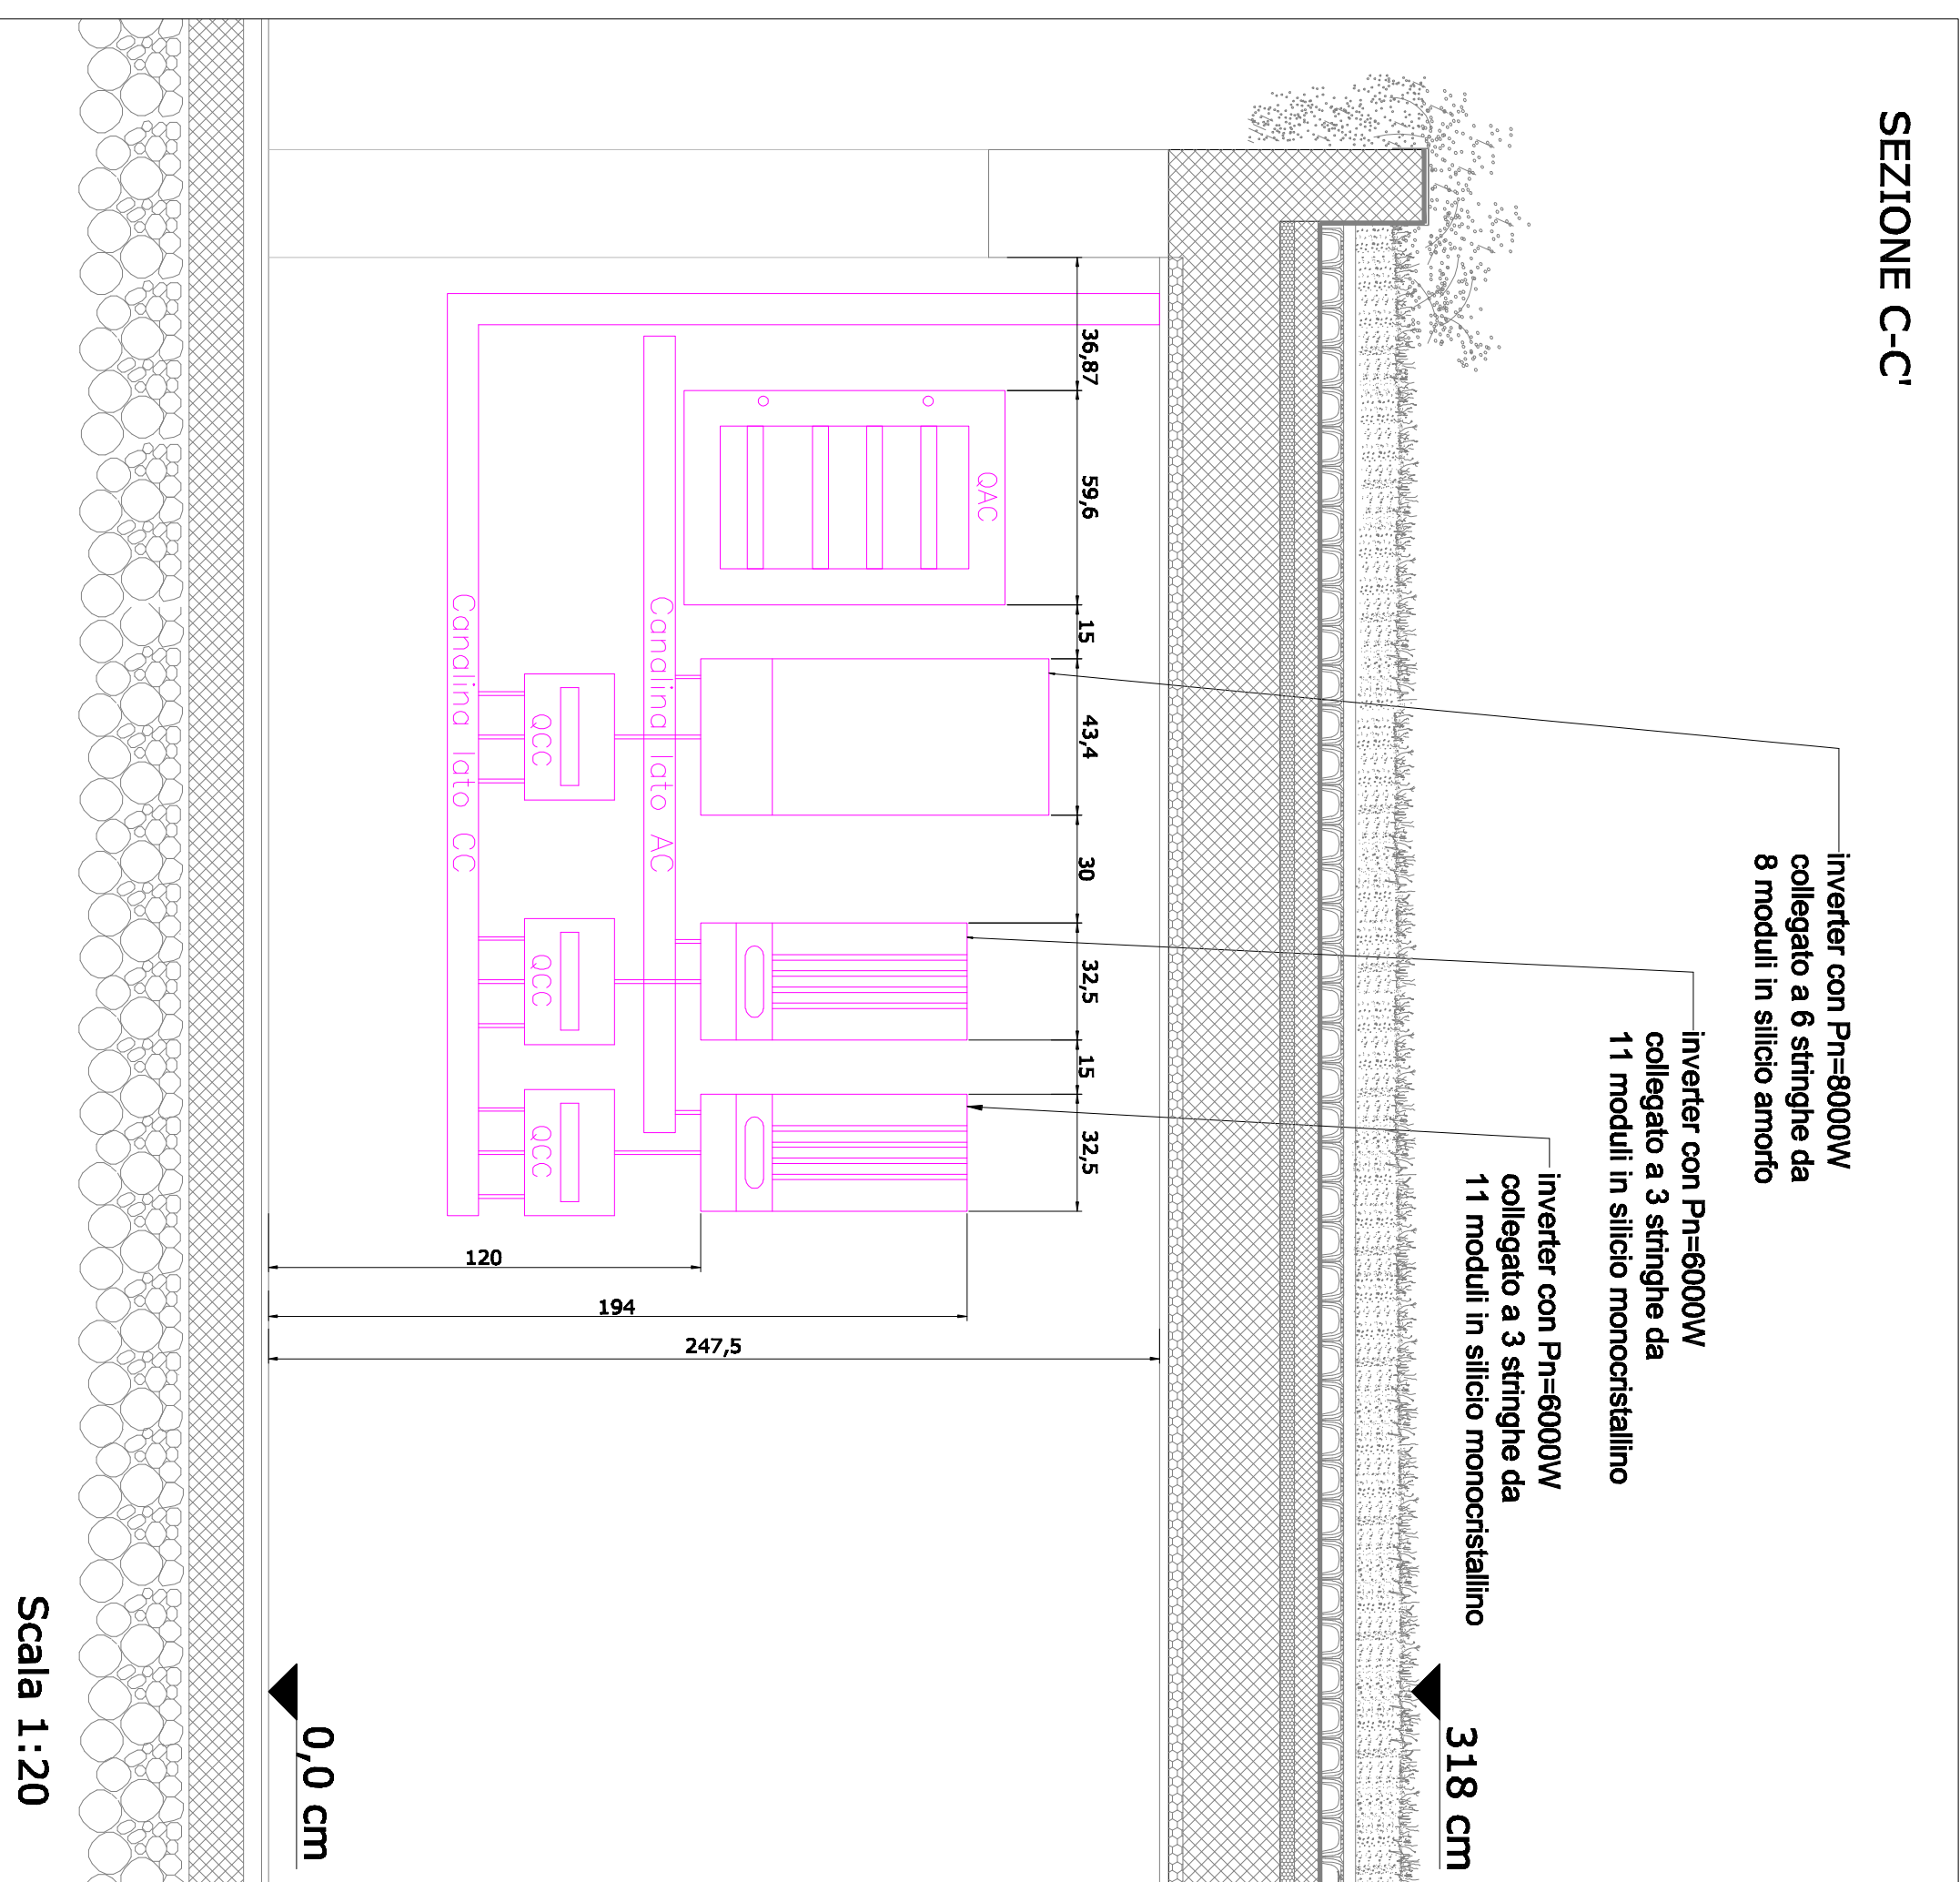 SEZIONE C-C'
inverter con Pn=8000W
collegato a 6 stringhe da
8 moduli in silicio amorfo
inverter con Pn=6000W
collegato a 3 stringhe da
11 moduli in silicio monocristallino
inverter con Pn=6000W
collegato a 3 stringhe da
11 moduli in silicio monocristallino
318 cm
36,87
59,6
15
43,4
30
32,5
15
32,5
QAC
Canalina lato AC
QCC
QCC
QCC
Canalina lato CC
120
194
247,5
0,0 cm
Scala 1:20